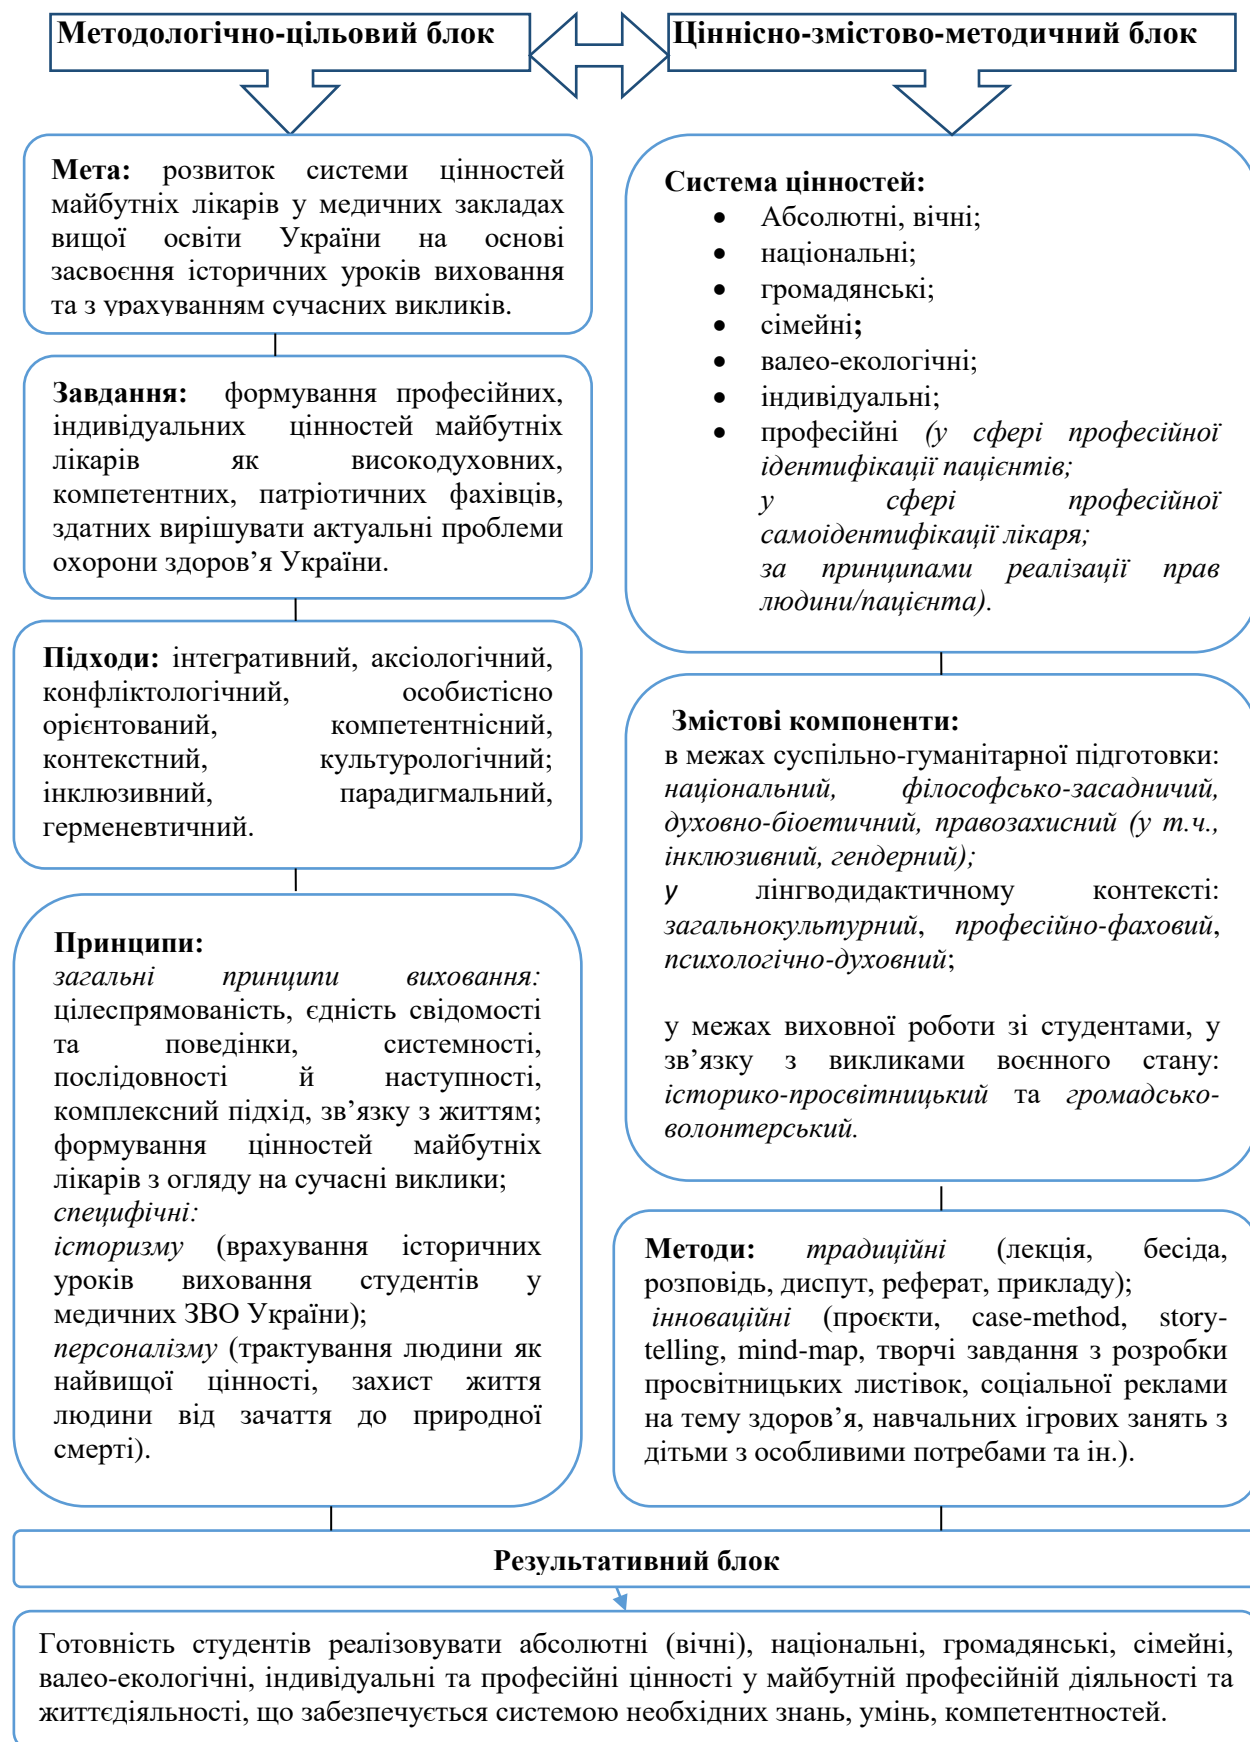 Методологічно-цільовий блок
Ціннісно-змістово-методичний блок
Мета: розвиток системи цінностей
майбутніх лікарів у медичних закладах
вищої освіти України на основі
засвоєння історичних уроків виховання
та з урахуванням сучасних викликів.
Завдання: формування професійних,
індивідуальних цінностей майбутніх
лікарів як високодуховних,
компетентних, патріотичних фахівців,
здатних вирішувати актуальні проблеми
охорони здоров’я України.
Підходи: інтегративний, аксіологічний,
конфліктологічний, особистісно
орієнтований, компетентнісний,
контекстний, культурологічний;
інклюзивний, парадигмальний,
герменевтичний.
Принципи:
загальні принципи виховання:
цілеспрямованість, єдність свідомості
та поведінки, системності,
послідовності й наступності,
комплексний підхід, зв’язку з життям;
формування цінностей майбутніх
лікарів з огляду на сучасні виклики;
специфічні:
історизму (врахування історичних
уроків виховання студентів у
медичних ЗВО України);
персоналізму (трактування людини як
найвищої цінності, захист життя
людини від зачаття до природної
смерті).
Система цінностей:
• Абсолютні, вічні;
• національні;
• громадянські;
• сімейні;
• валео-екологічні;
• індивідуальні;
• професійні (у сфері професійної
ідентифікації пацієнтів;
у сфері професійної
самоідентифікації лікаря;
за принципами реалізації прав
людини/пацієнта).
Змістові компоненти:
в межах суспільно-гуманітарної підготовки:
національний, філософсько-засадничий,
духовно-біоетичний, правозахисний (у т.ч.,
інклюзивний, гендерний);
у лінгводидактичному контексті:
загальнокультурний, професійно-фаховий,
психологічно-духовний;
у межах виховної роботи зі студентами, у
зв’язку з викликами воєнного стану:
історико-просвітницький та громадсько-
волонтерський.
Методи: традиційні (лекція, бесіда,
розповідь, диспут, реферат, прикладу);
інноваційні (проєкти, case-method, story-
telling, mind-map, творчі завдання з розробки
просвітницьких листівок, соціальної реклами
на тему здоров’я, навчальних ігрових занять з
дітьми з особливими потребами та ін.).
Результативний блок
Готовність студентів реалізовувати абсолютні (вічні), національні, громадянські, сімейні,
валео-екологічні, індивідуальні та професійні цінності у майбутній професійній діяльності та
життєдіяльності, що забезпечується системою необхідних знань, умінь, компетентностей.